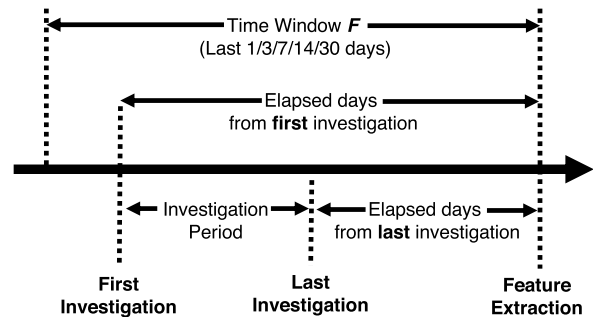 Time Window F
(Last 1/3/7/14/30 days)
Elapsed days
from first investigation
Investigation
Period
Elapsed days
from last investigation
First
Investigation
Last
Investigation
Feature
Extraction